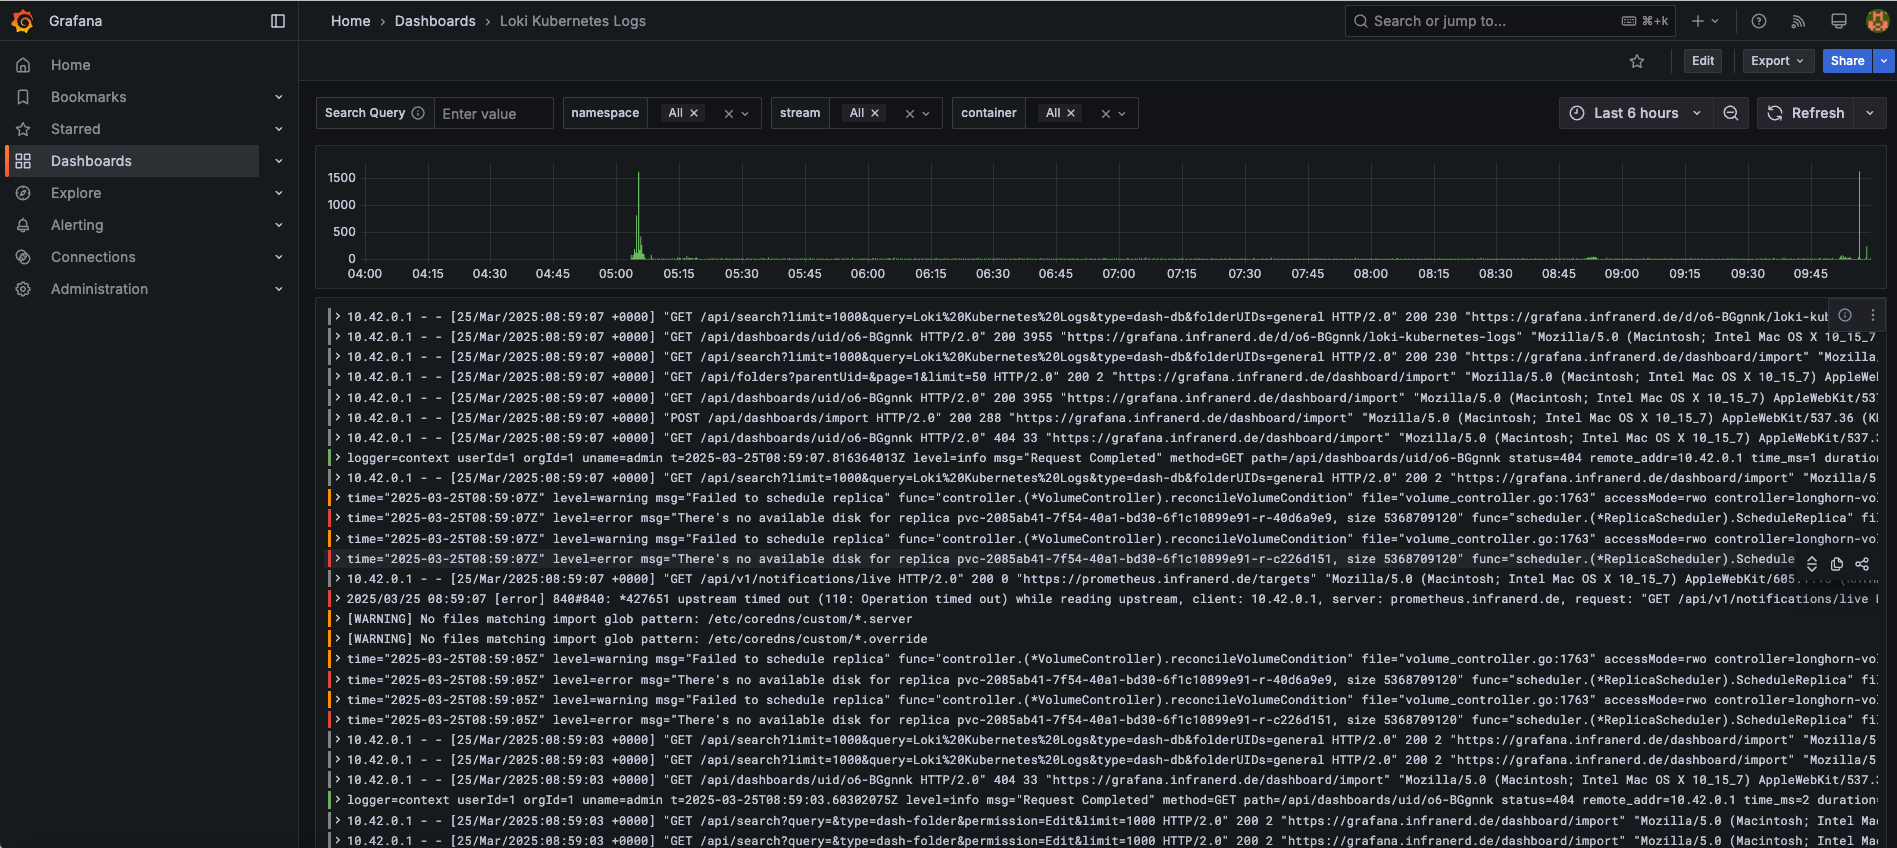 Grafana
Home › Dashboards › Loki Kubernetes Logs
Search or jump to... ⌘+k
Home
Bookmarks
Starred
Dashboards
Explore
Alerting
Connections
Administration
Edit Export Share
Search Query Enter value namespace All stream All container All Last 6 hours Refresh
1500
1000
500
0
04:00 04:15 04:30 04:45 05:00 05:15 05:30 05:45 06:00 06:15 06:30 06:45 07:00 07:15 07:30 07:45 08:00 08:15 08:30 08:45 09:00 09:15 09:30 09:45
10.42.0.1 - - [25/Mar/2025:08:59:07 +0000] "GET /api/search?limit=1000&query=Loki%20Kubernetes%20Logs&type=dash-db&folderUIDs=general HTTP/2.0" 200 230 "https://grafana.infranerd.de/d/o6-BGgnnk/loki-kub
10.42.0.1 - - [25/Mar/2025:08:59:07 +0000] "GET /api/dashboards/uid/o6-BGgnnk HTTP/2.0" 200 3955 "https://grafana.infranerd.de/d/o6-BGgnnk/loki-kubernetes-logs" "Mozilla/5.0 (Macintosh; Intel Mac OS X 10_15_7
10.42.0.1 - - [25/Mar/2025:08:59:07 +0000] "GET /api/search?limit=1000&query=Loki%20Kubernetes%20Logs&type=dash-db&folderUIDs=general HTTP/2.0" 200 230 "https://grafana.infranerd.de/dashboard/import" "Mozilla/
10.42.0.1 - - [25/Mar/2025:08:59:07 +0000] "GET /api/folders?parentUid=&page=1&limit=50 HTTP/2.0" 200 2 "https://grafana.infranerd.de/dashboard/import" "Mozilla/5.0 (Macintosh; Intel Mac OS X 10_15_7) AppleWeb
10.42.0.1 - - [25/Mar/2025:08:59:07 +0000] "GET /api/dashboards/uid/o6-BGgnnk HTTP/2.0" 200 3955 "https://grafana.infranerd.de/dashboard/import" "Mozilla/5.0 (Macintosh; Intel Mac OS X 10_15_7) AppleWebKit/537
10.42.0.1 - - [25/Mar/2025:08:59:07 +0000] "POST /api/dashboards/import HTTP/2.0" 200 288 "https://grafana.infranerd.de/dashboard/import" "Mozilla/5.0 (Macintosh; Intel Mac OS X 10_15_7) AppleWebKit/537.36 (K
10.42.0.1 - - [25/Mar/2025:08:59:07 +0000] "GET /api/dashboards/uid/o6-BGgnnk HTTP/2.0" 404 33 "https://grafana.infranerd.de/dashboard/import" "Mozilla/5.0 (Macintosh; Intel Mac OS X 10_15_7) AppleWebKit/537.3
logger=context userId=1 orgId=1 uname=admin t=2025-03-25T08:59:07.816364013Z level=info msg="Request Completed" method=GET path=/api/dashboards/uid/o6-BGgnnk status=404 remote_addr=10.42.0.1 time_ms=1 duration
10.42.0.1 - - [25/Mar/2025:08:59:07 +0000] "GET /api/search?limit=1000&query=Loki%20Kubernetes%20Logs&type=dash-db&folderUIDs=general HTTP/2.0" 200 2 "https://grafana.infranerd.de/dashboard/import" "Mozilla/5
time="2025-03-25T08:59:07Z" level=warning msg="Failed to schedule replica" func="controller.(*VolumeController).reconcileVolumeCondition" file="volume_controller.go:1763" accessMode=rwo controller=longhorn-vo
time="2025-03-25T08:59:07Z" level=error msg="There's no available disk for replica pvc-2085ab41-7f54-40a1-bd30-6f1c10899e91-r-40d6a9e9, size 5368709120" func="scheduler.(*ReplicaScheduler).ScheduleReplica" fi
time="2025-03-25T08:59:07Z" level=warning msg="Failed to schedule replica" func="controller.(*VolumeController).reconcileVolumeCondition" file="volume_controller.go:1763" accessMode=rwo controller=longhorn-vo
time="2025-03-25T08:59:07Z" level=error msg="There's no available disk for replica pvc-2085ab41-7f54-40a1-bd30-6f1c10899e91-r-c226d151, size 5368709120" func="scheduler.(*ReplicaScheduler).Schedule
10.42.0.1 - - [25/Mar/2025:08:59:07 +0000] "GET /api/v1/notifications/live HTTP/2.0" 200 0 "https://prometheus.infranerd.de/targets" "Mozilla/5.0 (Macintosh; Intel Mac OS X 10_15_7) AppleWebKit/605.1.15 (KHTML
2025/03/25 08:59:07 [error] 840#840: *427651 upstream timed out (110: Operation timed out) while reading upstream, client: 10.42.0.1, server: prometheus.infranerd.de, request: "GET /api/v1/notifications/live
[WARNING] No files matching import glob pattern: /etc/coredns/custom/*.server
[WARNING] No files matching import glob pattern: /etc/coredns/custom/*.override
time="2025-03-25T08:59:05Z" level=warning msg="Failed to schedule replica" func="controller.(*VolumeController).reconcileVolumeCondition" file="volume_controller.go:1763" accessMode=rwo controller=longhorn-vo
time="2025-03-25T08:59:05Z" level=error msg="There's no available disk for replica pvc-2085ab41-7f54-40a1-bd30-6f1c10899e91-r-40d6a9e9, size 5368709120" func="scheduler.(*ReplicaScheduler).ScheduleReplica" fi
time="2025-03-25T08:59:05Z" level=warning msg="Failed to schedule replica" func="controller.(*VolumeController).reconcileVolumeCondition" file="volume_controller.go:1763" accessMode=rwo controller=longhorn-vo
time="2025-03-25T08:59:05Z" level=error msg="There's no available disk for replica pvc-2085ab41-7f54-40a1-bd30-6f1c10899e91-r-c226d151, size 5368709120" func="scheduler.(*ReplicaScheduler).ScheduleReplica" fi
10.42.0.1 - - [25/Mar/2025:08:59:03 +0000] "GET /api/search?limit=1000&query=Loki%20Kubernetes%20Logs&type=dash-db&folderUIDs=general HTTP/2.0" 200 2 "https://grafana.infranerd.de/dashboard/import" "Mozilla/5
10.42.0.1 - - [25/Mar/2025:08:59:03 +0000] "GET /api/search?limit=1000&query=Loki%20Kubernetes%20Logs&type=dash-db&folderUIDs=general HTTP/2.0" 200 2 "https://grafana.infranerd.de/dashboard/import" "Mozilla/5
10.42.0.1 - - [25/Mar/2025:08:59:03 +0000] "GET /api/dashboards/uid/o6-BGgnnk HTTP/2.0" 404 33 "https://grafana.infranerd.de/dashboard/import" "Mozilla/5.0 (Macintosh; Intel Mac OS X 10_15_7) AppleWebKit/537.3
logger=context userId=1 orgId=1 uname=admin t=2025-03-25T08:59:03.60302075Z level=info msg="Request Completed" method=GET path=/api/dashboards/uid/o6-BGgnnk status=404 remote_addr=10.42.0.1 time_ms=2 duration=
10.42.0.1 - - [25/Mar/2025:08:59:03 +0000] "GET /api/search?query=&type=dash-folder&permission=Edit&limit=1000 HTTP/2.0" 200 2 "https://grafana.infranerd.de/dashboard/import" "Mozilla/5.0 (Macintosh; Intel Ma
10.42.0.1 - - [25/Mar/2025:08:59:03 +0000] "GET /api/search?query=&type=dash-folder&permission=Edit&limit=1000 HTTP/2.0" 200 2 "https://grafana.infranerd.de/dashboard/import" "Mozilla/5.0 (Macintosh; Intel Ma